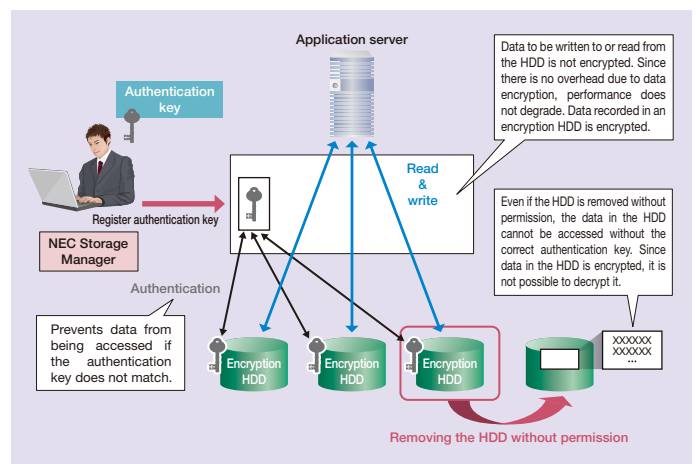 Application server
Data to be written to or read from
the HDD is not encrypted. Since
there is no overhead due to data
encryption, performance does
not degrade. Data recorded in an
encryption HDD is encrypted.
Authentication
key
Read
&
write
Register authentication key
NEC Storage
Manager
Even if the HDD is removed without
permission, the data in the HDD
cannot be accessed without the
correct authentication key. Since
data in the HDD is encrypted, it is
not possible to decrypt it.
Authentication
Prevents data from
being accessed if
the authentication
key does not match.
Encryption
HDD
Encryption
HDD
Encryption
HDD
XXXXXX
XXXXXX
...
Removing the HDD without permission